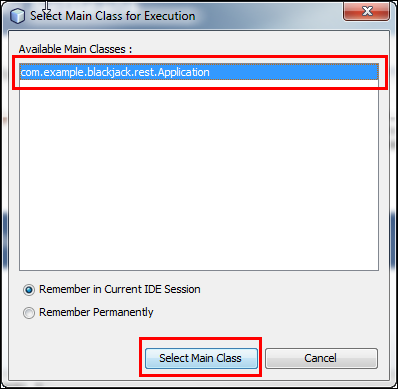 Select Main Class for Execution
Available Main Classes :
com.example.blackjack.rest.Application
Remember in Current IDE Session
Remember Permanently
Select Main Class Cancel